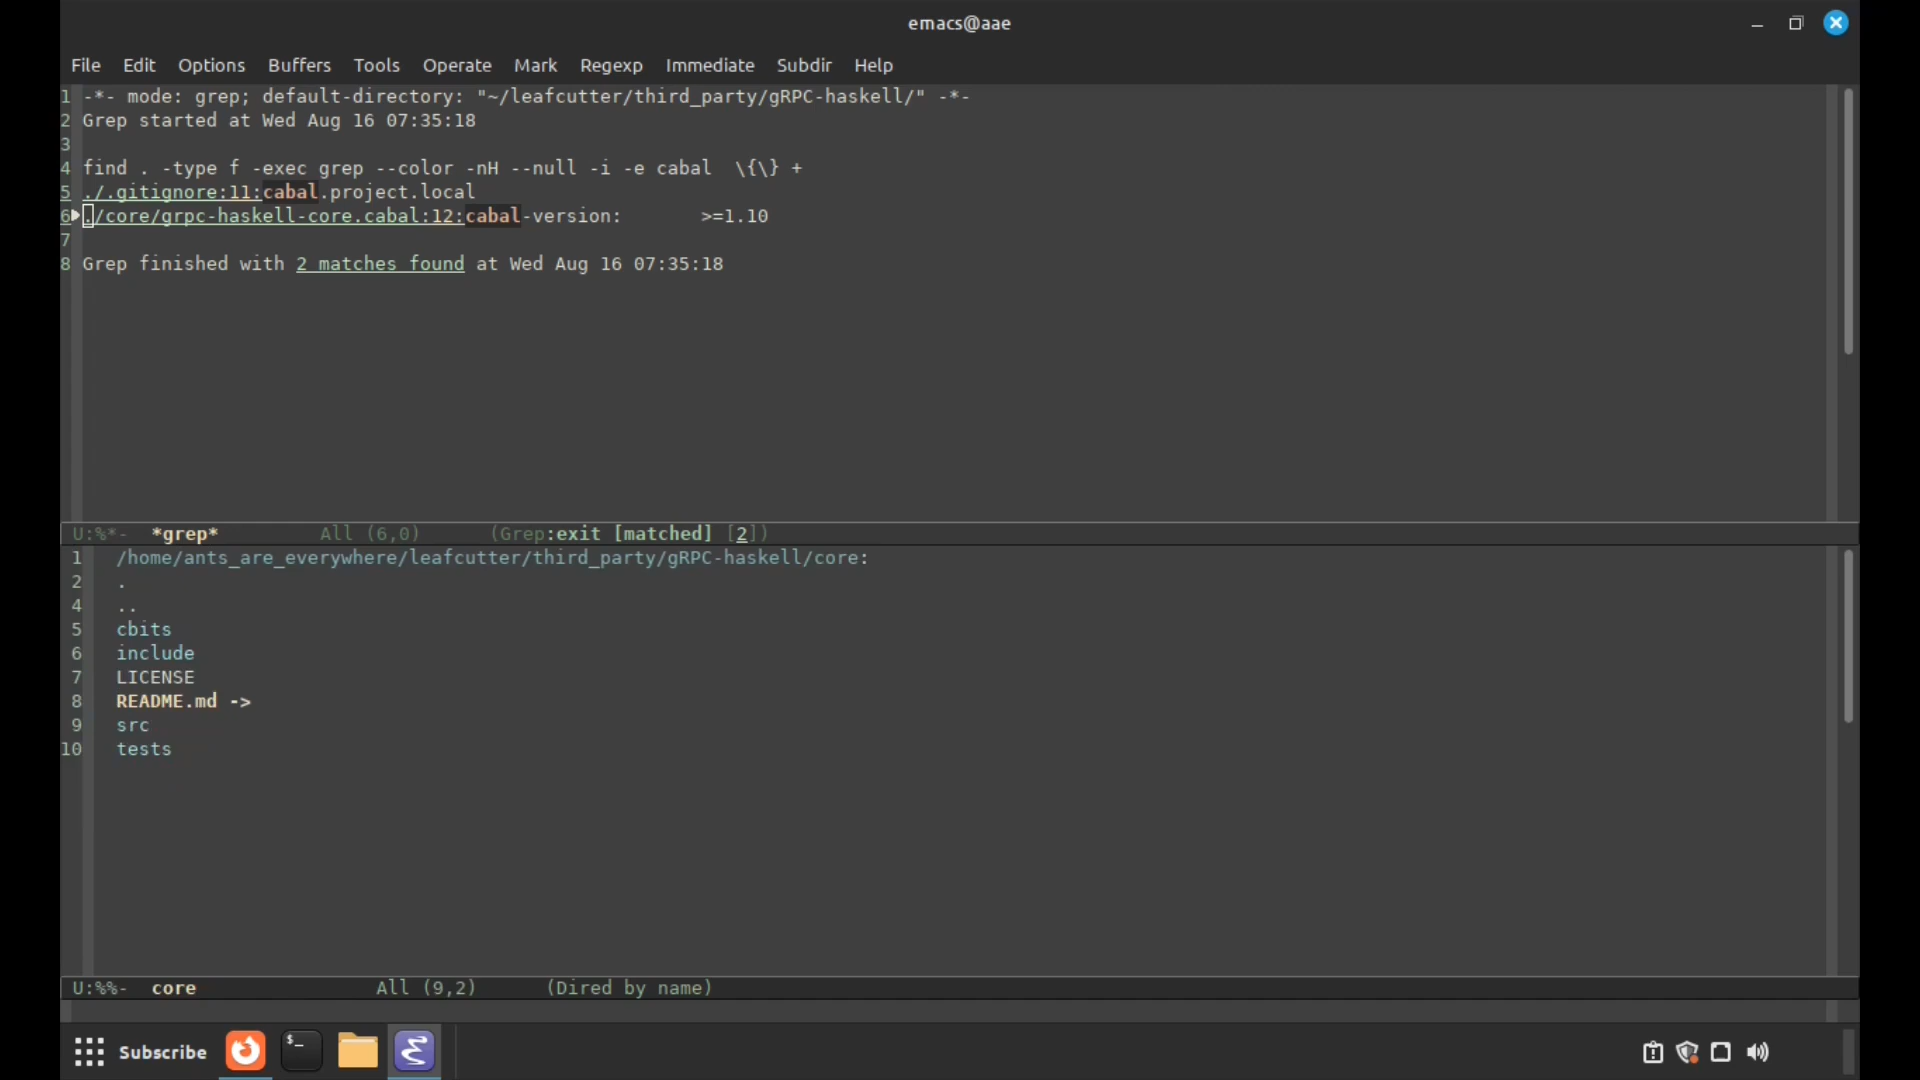 emacs@aae
File Edit Options Buffers Tools Operate Mark Regexp Immediate Subdir Help
1 -*- mode: grep; default-directory: "~/leafcutter/third_party/gRPC-haskell/" -*-
2 Grep started at Wed Aug 16 07:35:18
3
4 find . -type f -exec grep --color -nH --null -i -e cabal  \{\} +
5 ./.gitignore:11:cabal.project.local
6 ./core/grpc-haskell-core.cabal:12:cabal-version:       >=1.10
7
8 Grep finished with 2 matches found at Wed Aug 16 07:35:18
U:%*-  *grep*         All (6,0)      (Grep:exit [matched] [2])
1 /home/ants_are_everywhere/leafcutter/third_party/gRPC-haskell/core:
2 .
4 ..
5 cbits
6 include
7 LICENSE
8 README.md ->
9 src
10 tests
U:%%-  core                All (9,2)      (Dired by name)
Subscribe $_